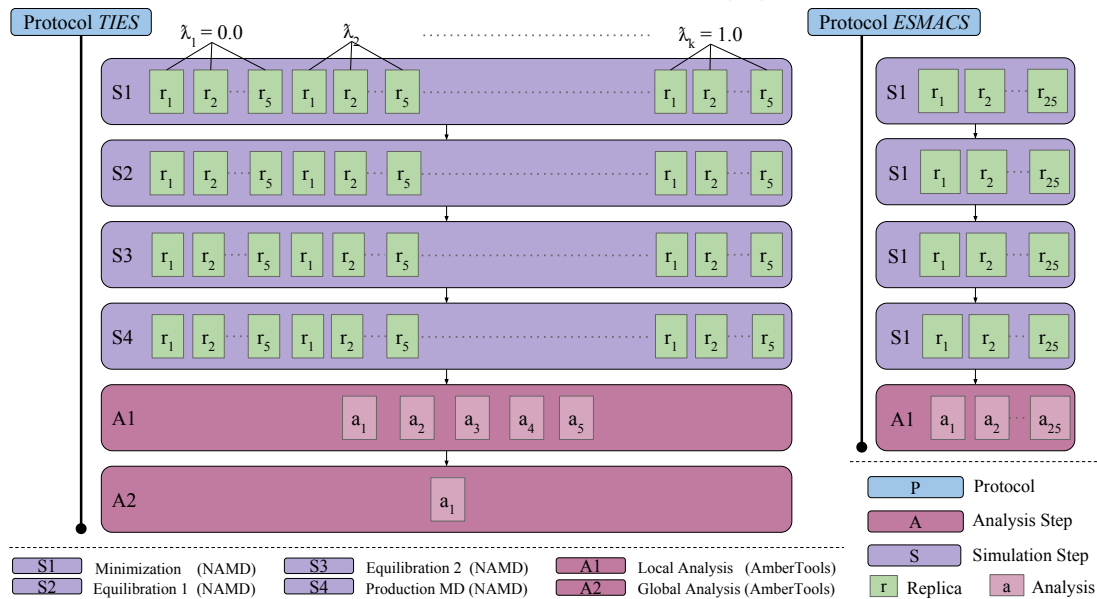 Protocol TIES
Protocol ESMACS
λ̃₁ = 0.0 λ̃₂ ........ λ̃ₖ = 1.0
S1 r₁ r₂ ... r₅ r₁ r₂ ... r₅ ........ r₁ r₂ ... r₅
S2 r₁ r₂ ... r₅ r₁ r₂ ... r₅ ........ r₁ r₂ ... r₅
S3 r₁ r₂ ... r₅ r₁ r₂ ... r₅ ........ r₁ r₂ ... r₅
S4 r₁ r₂ ... r₅ r₁ r₂ ... r₅ ........ r₁ r₂ ... r₅
A1 a₁ a₂ a₃ a₄ a₅
A2 a₁
S1 r₁ r₂ ... r₂₅
S1 r₁ r₂ ... r₂₅
S1 r₁ r₂ ... r₂₅
S1 r₁ r₂ ... r₂₅
A1 a₁ a₂ ... a₂₅
P Protocol
A Analysis Step
S Simulation Step
r Replica a Analysis
S1 Minimization (NAMD) S3 Equilibration 2 (NAMD) A1 Local Analysis (AmberTools)
S2 Equilibration 1 (NAMD) S4 Production MD (NAMD) A2 Global Analysis (AmberTools)